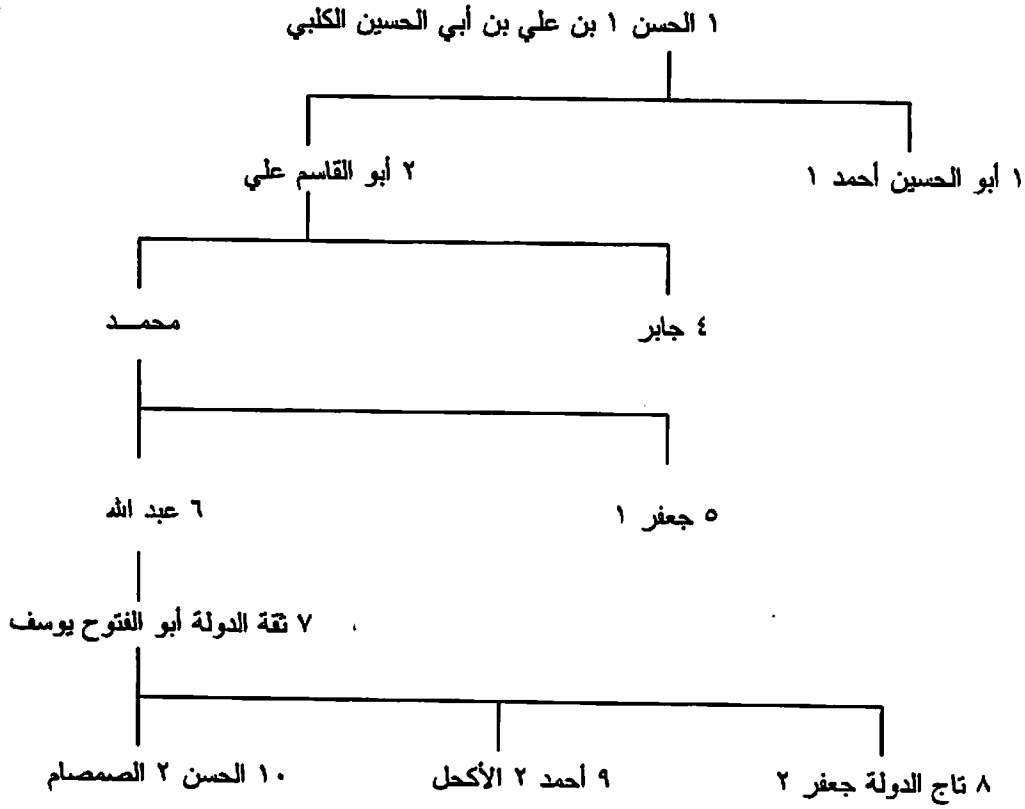 ١ الحسن ١ بن علي بن أبي الحسين الكلبي
١ أبو الحسين أحمد ١
٢ أبو القاسم علي
٤ جابر
محمـــد
٥ جعفر ١
٦ عبد الله
٧ ثقة الدولة أبو الفتوح يوسف
٨ تاج الدولة جعفر ٢
٩ أحمد ٢ الأكحل
١٠ الحسن ٢ الصمصام